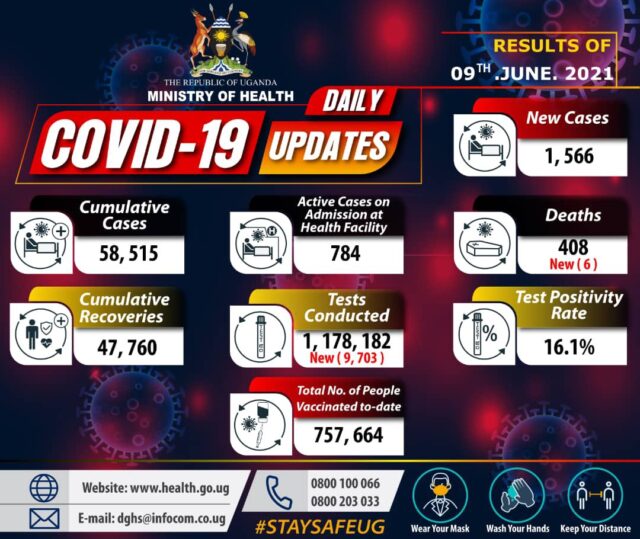 THE REPUBLIC OF UGANDA
MINISTRY OF HEALTH
RESULTS OF
09TH .JUNE. 2021
COVID-19
DAILY
UPDATES
New Cases
1, 566
Cumulative
Cases
58, 515
Active Cases on
Admission at
Health Facility
784
Deaths
408
New ( 6 )
Cumulative
Recoveries
47, 760
Tests
Conducted
1, 178, 182
New ( 9, 703 )
Test Positivity
Rate
16.1%
%
Total No. of People
Vaccinated to-date
757, 664
Website: www.health.go.ug
E-mail: dghs@infocom.co.ug
0800 100 066
0800 203 033
#STAYSAFEUG
Wear Your Mask
Wash Your Hands
Keep Your Distance